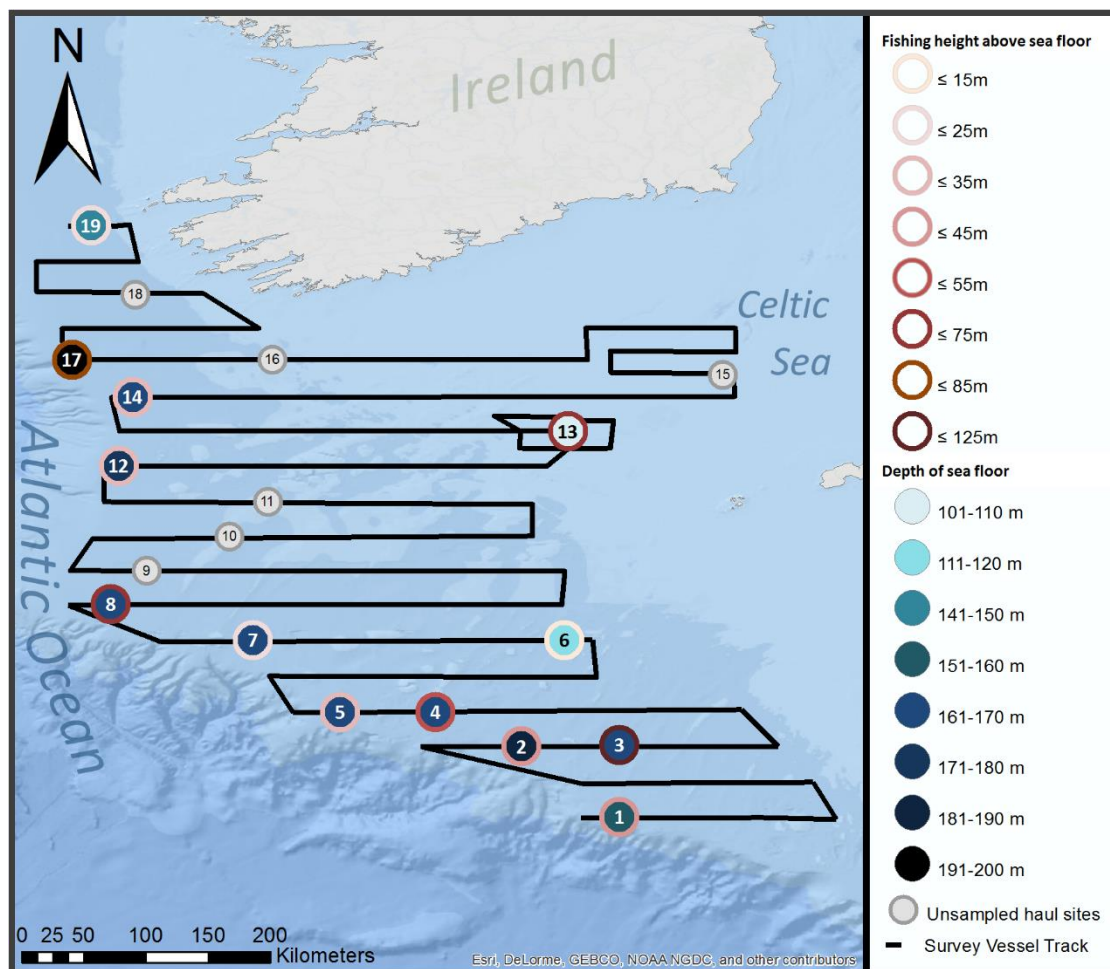 N
Ireland
Celtic
Sea
Atlantic Ocean
19
18
17
16
15
14
13
12
11
10
9
8
7
6
5
4
3
2
1
0 25 50 100 150 200
Kilometers
Esri, DeLorme, GEBCO, NOAA NGDC, and other contributors
Fishing height above sea floor
≤ 15m
≤ 25m
≤ 35m
≤ 45m
≤ 55m
≤ 75m
≤ 85m
≤ 125m
Depth of sea floor
101-110 m
111-120 m
141-150 m
151-160 m
161-170 m
171-180 m
181-190 m
191-200 m
Unsampled haul sites
Survey Vessel Track